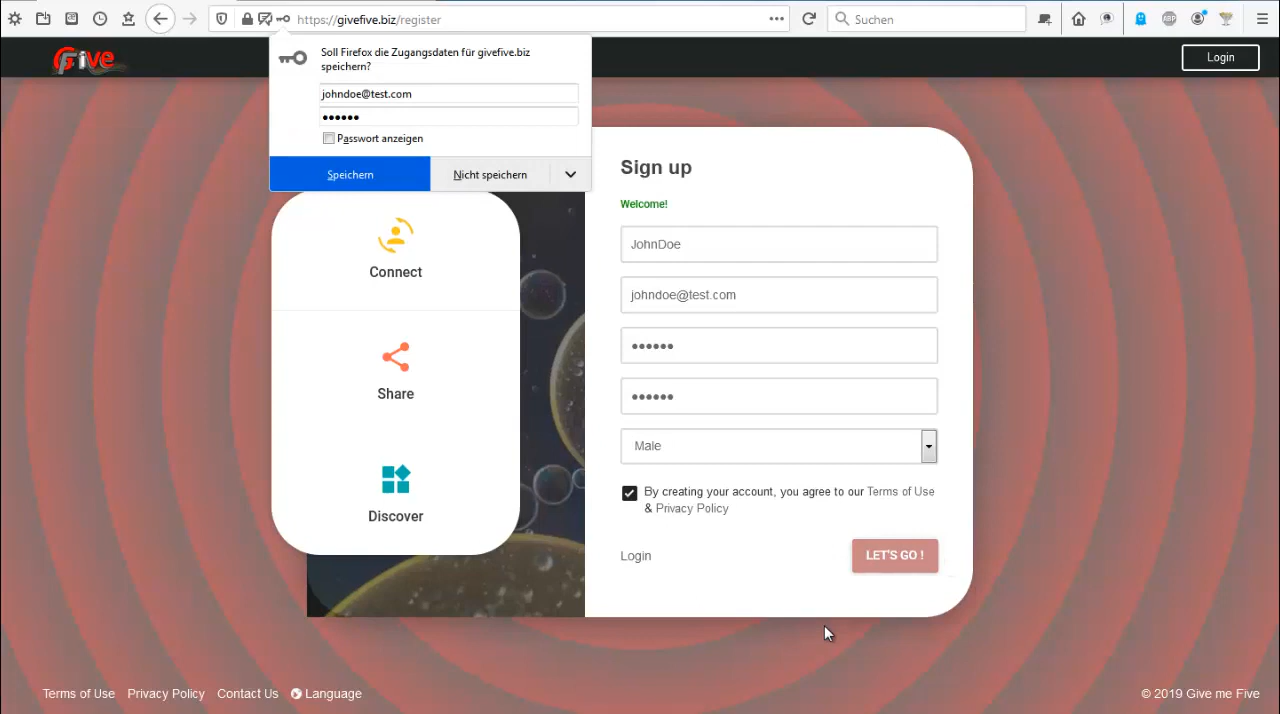 https://givefive.biz/register
Suchen
ABP
Five
Login
Soll Firefox die Zugangsdaten für givefive.biz
speichern?
johndoe@test.com
••••••
Passwort anzeigen
Speichern
Nicht speichern
Connect
Share
Discover
Sign up
Welcome!
JohnDoe
johndoe@test.com
••••••
••••••
Male
By creating your account, you agree to our Terms of Use
& Privacy Policy
Login
LET'S GO !
Terms of Use Privacy Policy Contact Us Language
© 2019 Give me Five